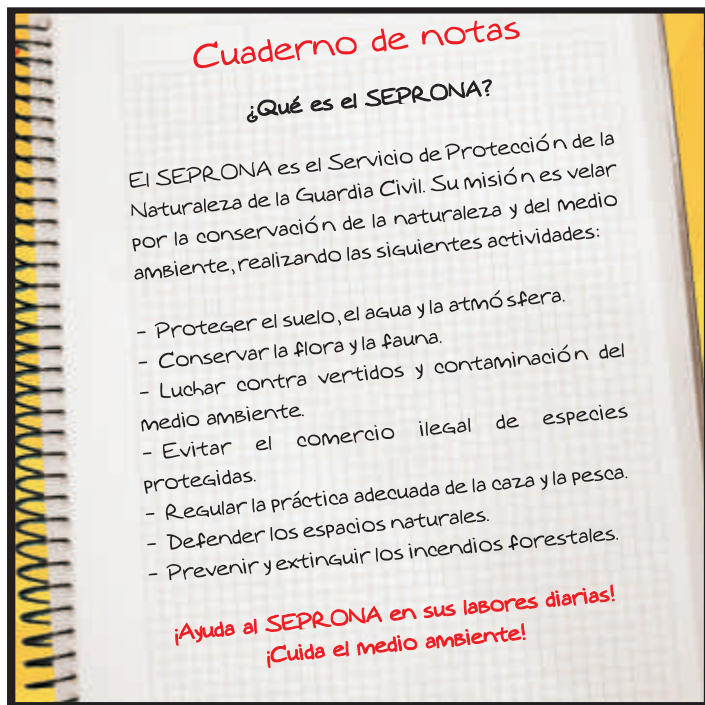 Cuaderno de notas
¿Qué es el SEPRONA?
El SEPRONA es el Servicio de Protección de la
Naturaleza de la Guardia Civil. Su misión es velar
por la conservación de la naturaleza y del medio
ambiente, realizando las siguientes actividades:
- Proteger el suelo, el agua y la atmósfera.
- Conservar la flora y la fauna.
- Luchar contra vertidos y contaminación del
medio ambiente.
- Evitar el comercio ilegal de especies
protegidas.
- Regular la práctica adecuada de la caza y la pesca.
- Defender los espacios naturales.
- Prevenir y extinguir los incendios forestales.
¡Ayuda al SEPRONA en sus labores diarias!
¡Cuida el medio ambiente!